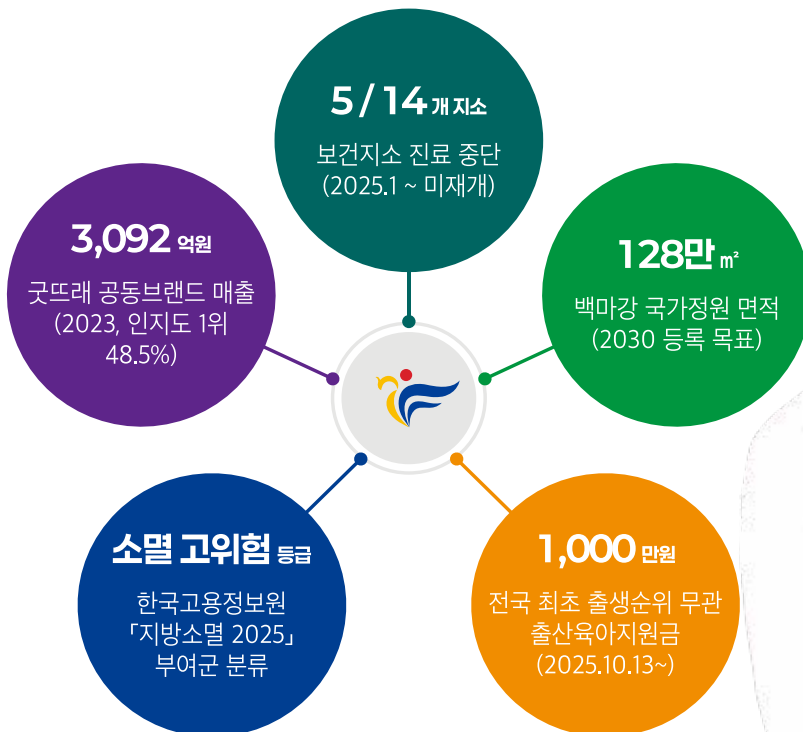 5 / 14 개 지소
보건지소 진료 중단
(2025.1 ~ 미재개)
3,092 억원
굿뜨래 공동브랜드 매출
(2023, 인지도 1위
48.5%)
128만 ㎡
백마강 국가정원 면적
(2030 등록 목표)
소멸 고위험 등급
한국고용정보원
「지방소멸 2025」
부여군 분류
1,000 만원
전국 최초 출생순위 무관
출산육아지원금
(2025.10.13~)